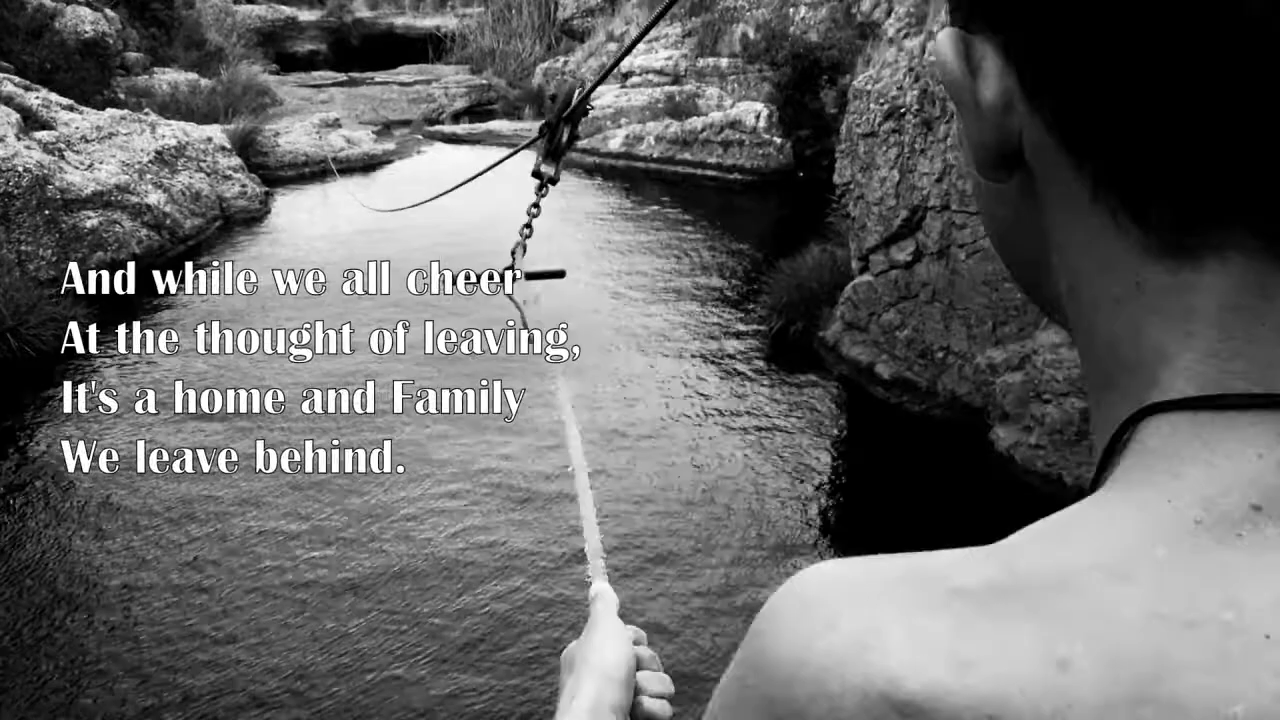 And while we all cheer
At the thought of leaving,
It's a home and Family
We leave behind.